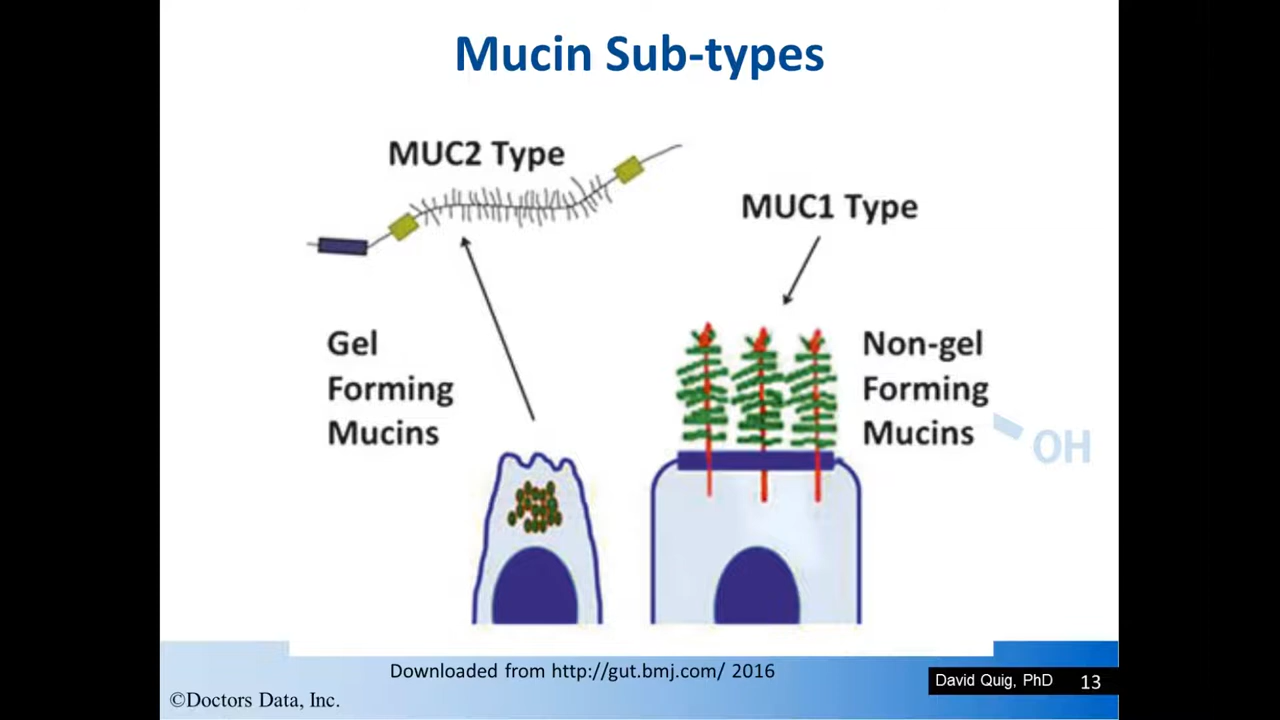 Mucin Sub-types
MUC2 Type
MUC1 Type
Gel
Forming
Mucins
Non-gel
Forming
Mucins
OH
Downloaded from http://gut.bmj.com/ 2016
David Quig, PhD 13
©Doctors Data, Inc.